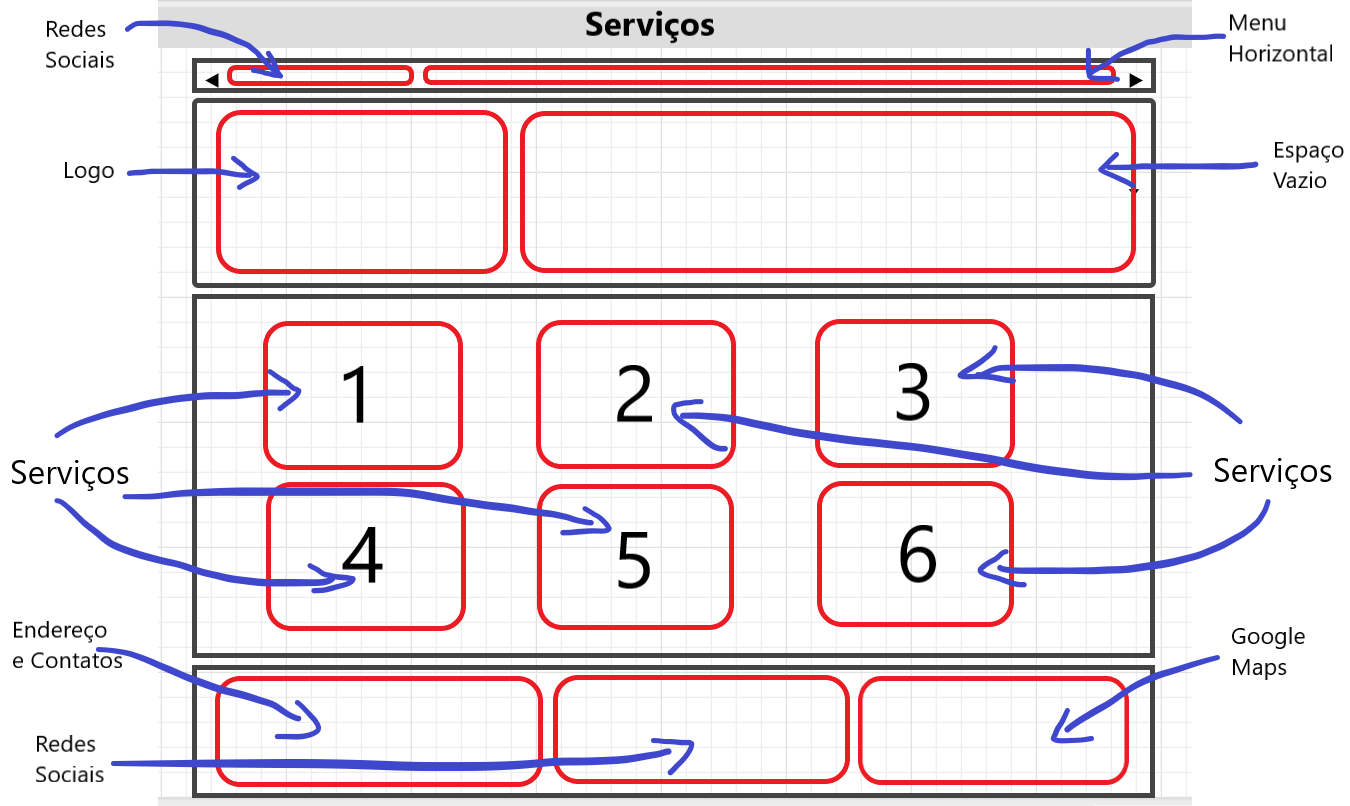 Serviços
Redes
Sociais
Menu
Horizontal
Logo
Espaço
Vazio
1
2
3
Serviços
Serviços
4
5
6
Endereço
e Contatos
Google
Maps
Redes
Sociais